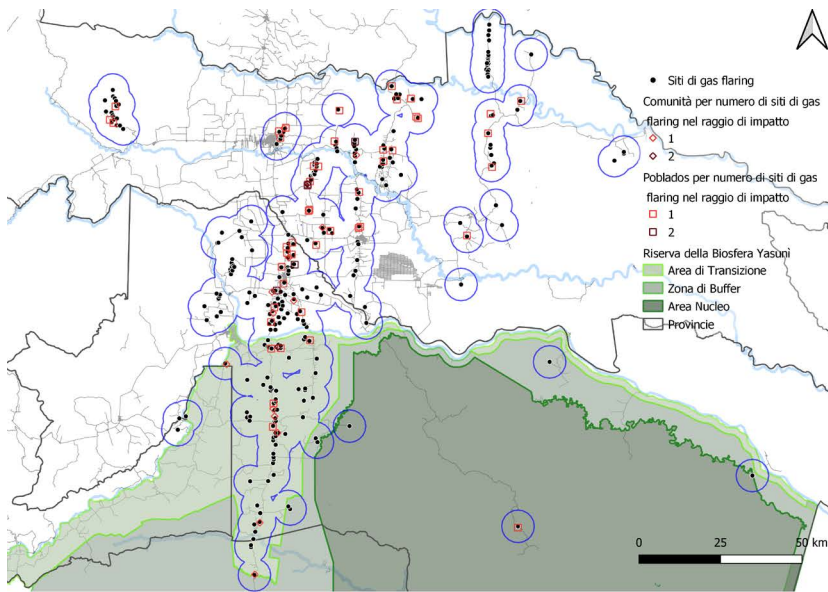 Siti di gas flaring
Comunità per numero di siti di gas
flaring nel raggio di impatto
1
2
Poblados per numero di siti di gas
flaring nel raggio di impatto
1
2
Riserva della Biosfera Yasunì
Area di Transizione
Zona di Buffer
Area Nucleo
Provincie
0 25 50 km